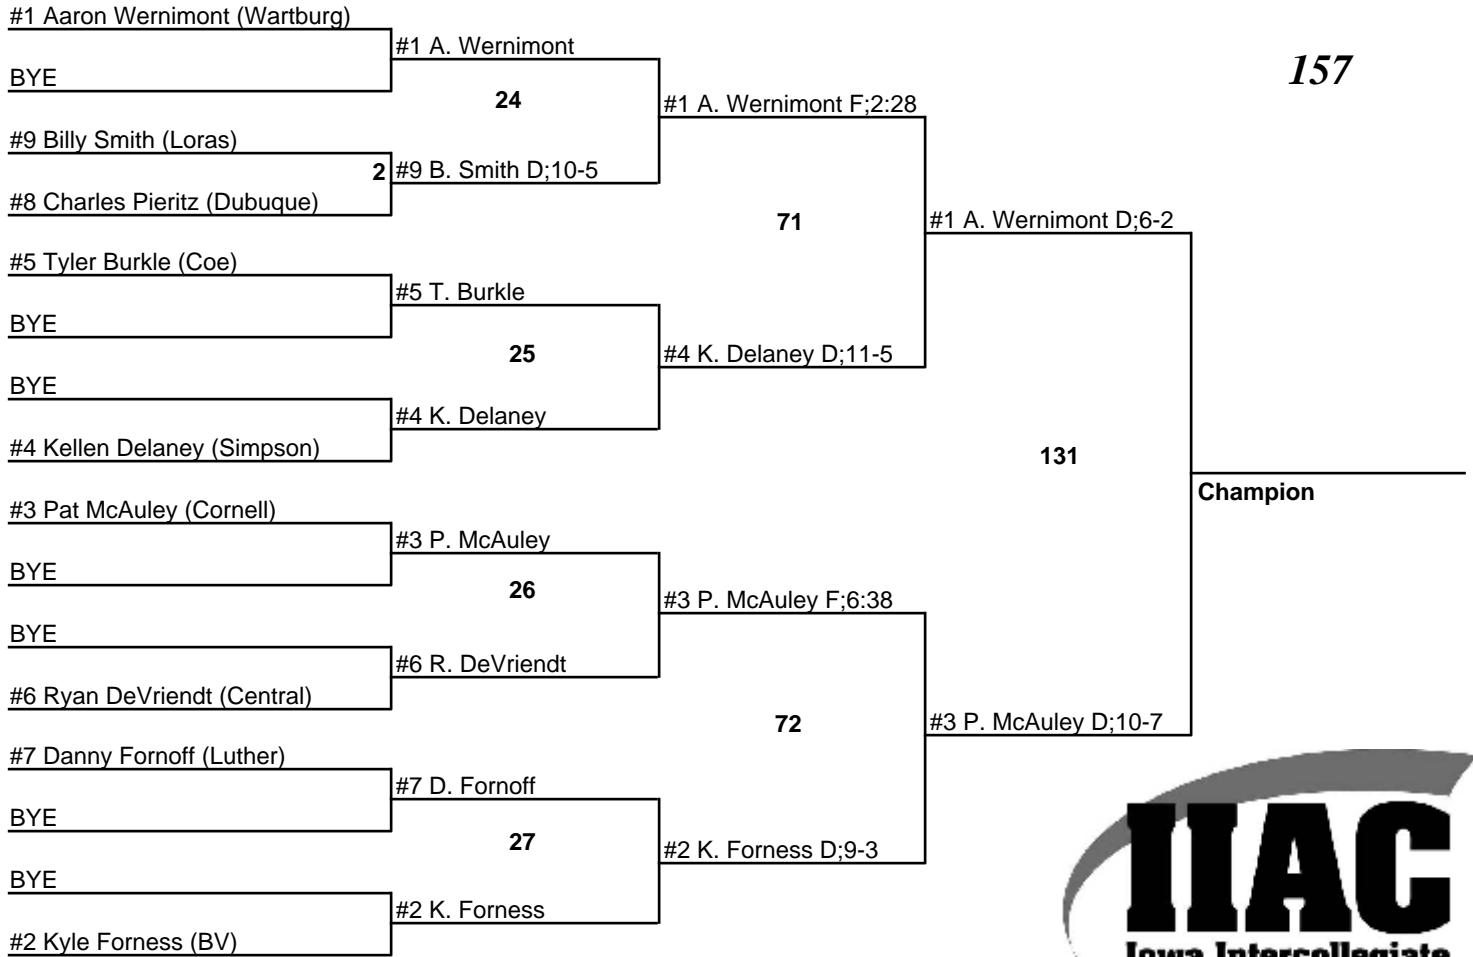 #1 Aaron Wernimont (Wartburg)
BYE
#9 Billy Smith (Loras)
#8 Charles Pieritz (Dubuque)
#5 Tyler Burkle (Coe)
BYE
BYE
#4 Kellen Delaney (Simpson)
#3 Pat McAuley (Cornell)
BYE
BYE
#6 Ryan DeVriendt (Central)
#7 Danny Fornoff (Luther)
BYE
BYE
#2 Kyle Forness (BV)
#1 A. Wernimont
24
2
#9 B. Smith D;10-5
#5 T. Burkle
25
#4 K. Delaney
#3 P. McAuley
26
#6 R. DeVriendt
#7 D. Fornoff
27
#2 K. Forness
#1 A. Wernimont F;2:28
71
#4 K. Delaney D;11-5
#3 P. McAuley F;6:38
72
#2 K. Forness D;9-3
#1 A. Wernimont D;6-2
131
#3 P. McAuley D;10-7
Champion
157
IIAC
Iowa Intercollegiate